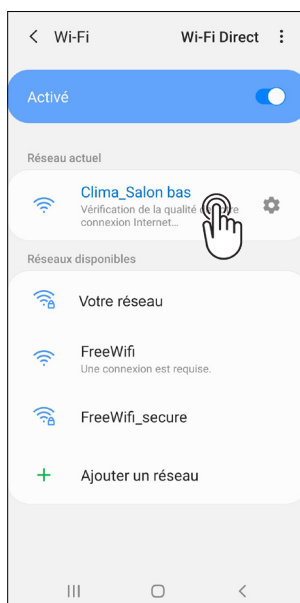 Wi-Fi Wi-Fi Direct
Activé
Réseau actuel
Clima_Salon bas
Vérification de la qualité re
connexion Internet...
Réseaux disponibles
Votre réseau
FreeWifi
Une connexion est requise.
FreeWifi_secure
Ajouter un réseau